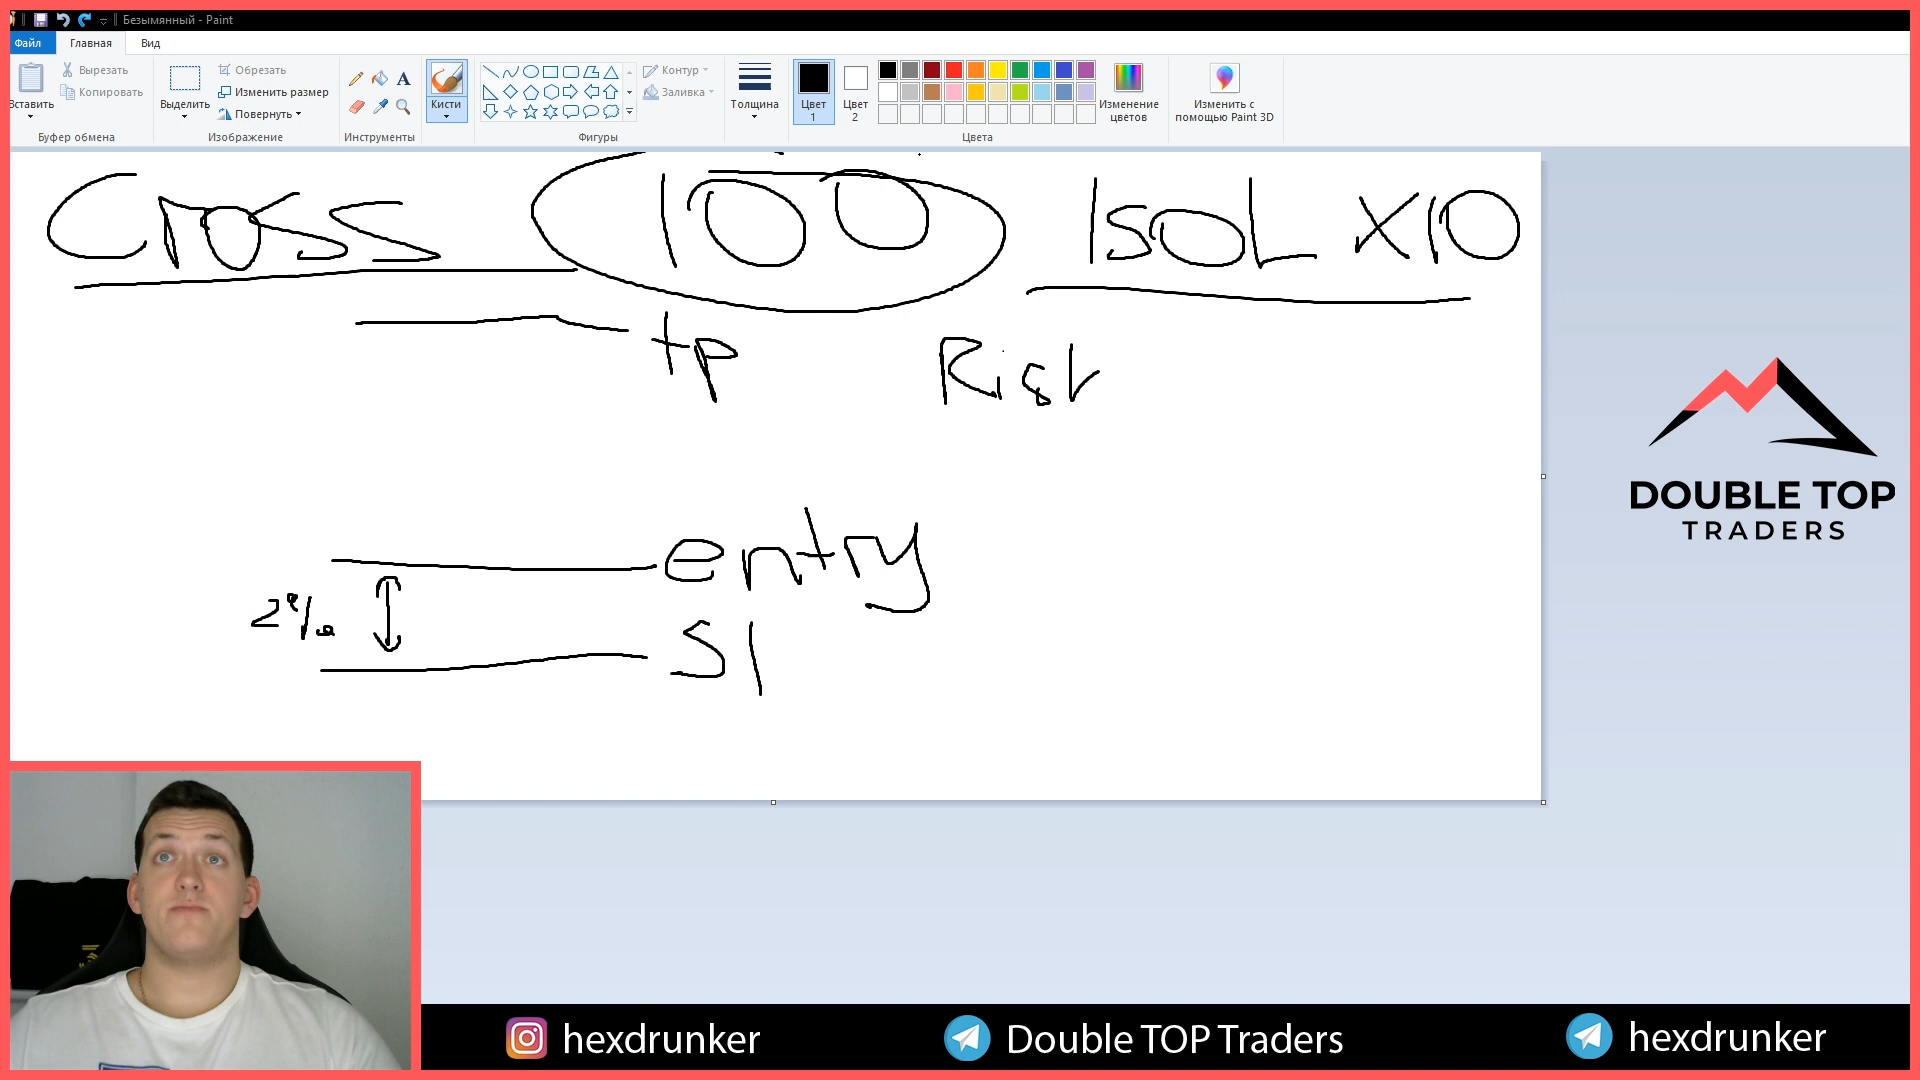 Безымянный - Paint
Файл Главная Вид
Вставить
Вырезать
Копировать
Буфер обмена
Выделить
Обрезать
Изменить размер
Повернуть
Изображение
A
Инструменты
Кисти
Контур
Заливка
Фигуры
Толщина
Цвет 1
Цвет 2
Изменение цветов
Цвета
Изменить с помощью Paint 3D
Cross 100 Isol x10
tp Risk
entry
2%
Sl
DOUBLE TOP
TRADERS
hexdrunker Double TOP Traders hexdrunker